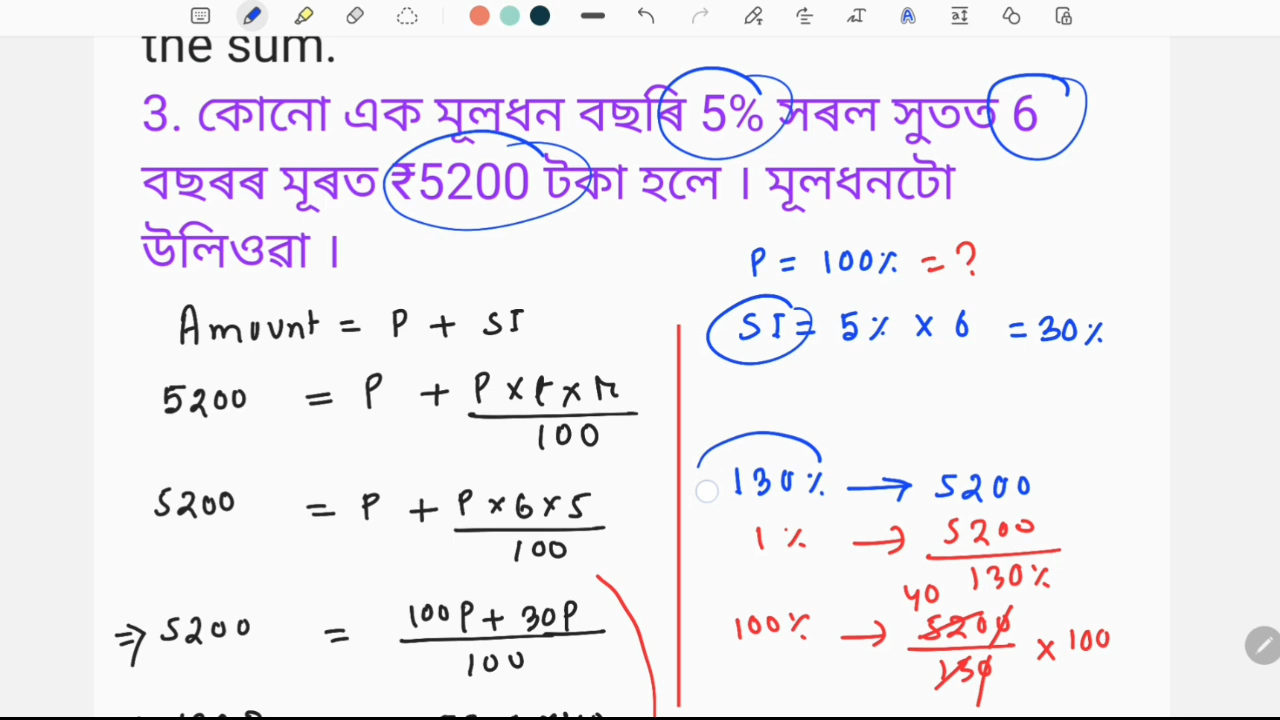 the sum.
3. কোনো এক মূলধন বছৰি 5% সৰল সুতত 6
বছৰৰ মূৰত ₹5200 টকা হলে । মূলধনটো
উলিওৱা ।
P = 100% = ?
Amount = P + SI
SI = 5% × 6 = 30%
5200 = P + P × t × r
100
130% → 5200
5200 = P + P × 6 × 5
100
1% → 5200
130%
⇒ 5200 = 100P + 30P
100
40
100% → 5200 × 100
130